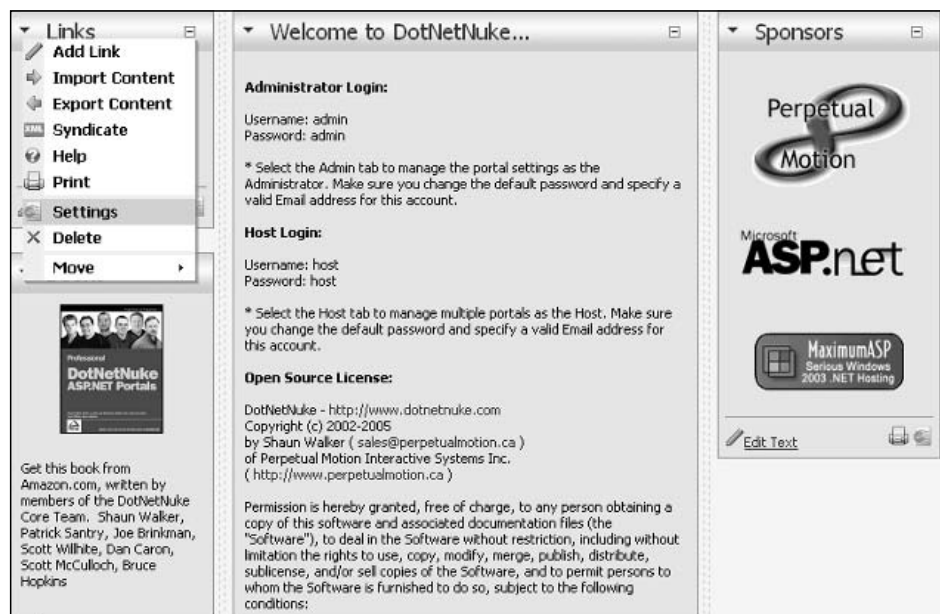 Links
Add Link
Import Content
Export Content
XML Syndicate
Help
Print
Settings
Delete
Move
Professional
DotNetNuke
ASP.NET Portals
Get this book from
Amazon.com, written by
members of the DotNetNuke
Core Team. Shaun Walker,
Patrick Santry, Joe Brinkman,
Scott Willhite, Dan Caron,
Scott McCulloch, Bruce
Hopkins
Welcome to DotNetNuke...
Administrator Login:
Username: admin
Password: admin
* Select the Admin tab to manage the portal settings as the
Administrator. Make sure you change the default password and specify a
valid Email address for this account.
Host Login:
Username: host
Password: host
* Select the Host tab to manage multiple portals as the Host. Make sure
you change the default password and specify a valid Email address for
this account.
Open Source License:
DotNetNuke - http://www.dotnetnuke.com
Copyright (c) 2002-2005
by Shaun Walker ( sales@perpetualmotion.ca )
of Perpetual Motion Interactive Systems Inc.
( http://www.perpetualmotion.ca )
Permission is hereby granted, free of charge, to any person obtaining a
copy of this software and associated documentation files (the
"Software"), to deal in the Software without restriction, including without
limitation the rights to use, copy, modify, merge, publish, distribute,
sublicense, and/or sell copies of the Software, and to permit persons to
whom the Software is furnished to do so, subject to the following
conditions:
Sponsors
Perpetual
Motion
Microsoft
ASP.net
MaximumASP
Serious Windows
2003 .NET Hosting
Edit Text